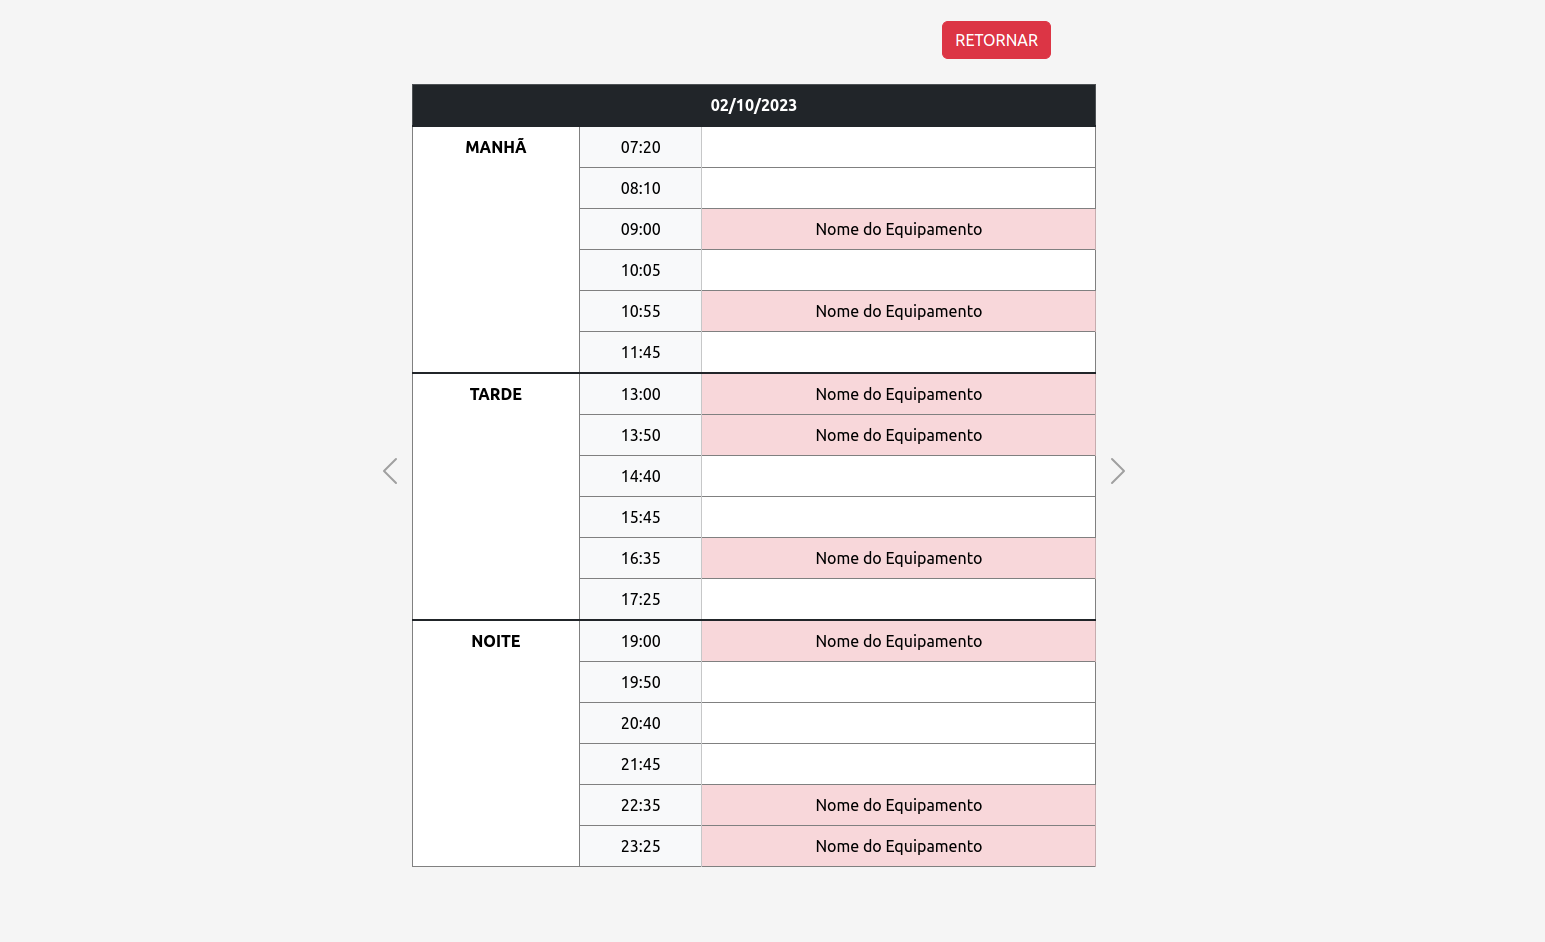 RETORNAR
02/10/2023
MANHÃ 07:20
08:10
09:00 Nome do Equipamento
10:05
10:55 Nome do Equipamento
11:45
TARDE 13:00 Nome do Equipamento
13:50 Nome do Equipamento
14:40
15:45
16:35 Nome do Equipamento
17:25
NOITE 19:00 Nome do Equipamento
19:50
20:40
21:45
22:35 Nome do Equipamento
23:25 Nome do Equipamento